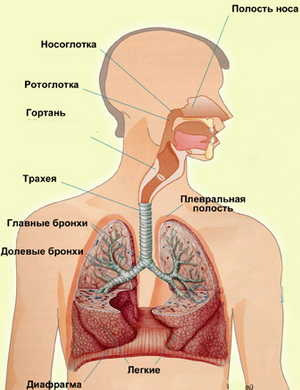 Полость носа
Носоглотка
Ротоглотка
Гортань
Трахея
Плевральная
полость
Главные бронхи
Долевые бронхи
Легкие
Диафрагма